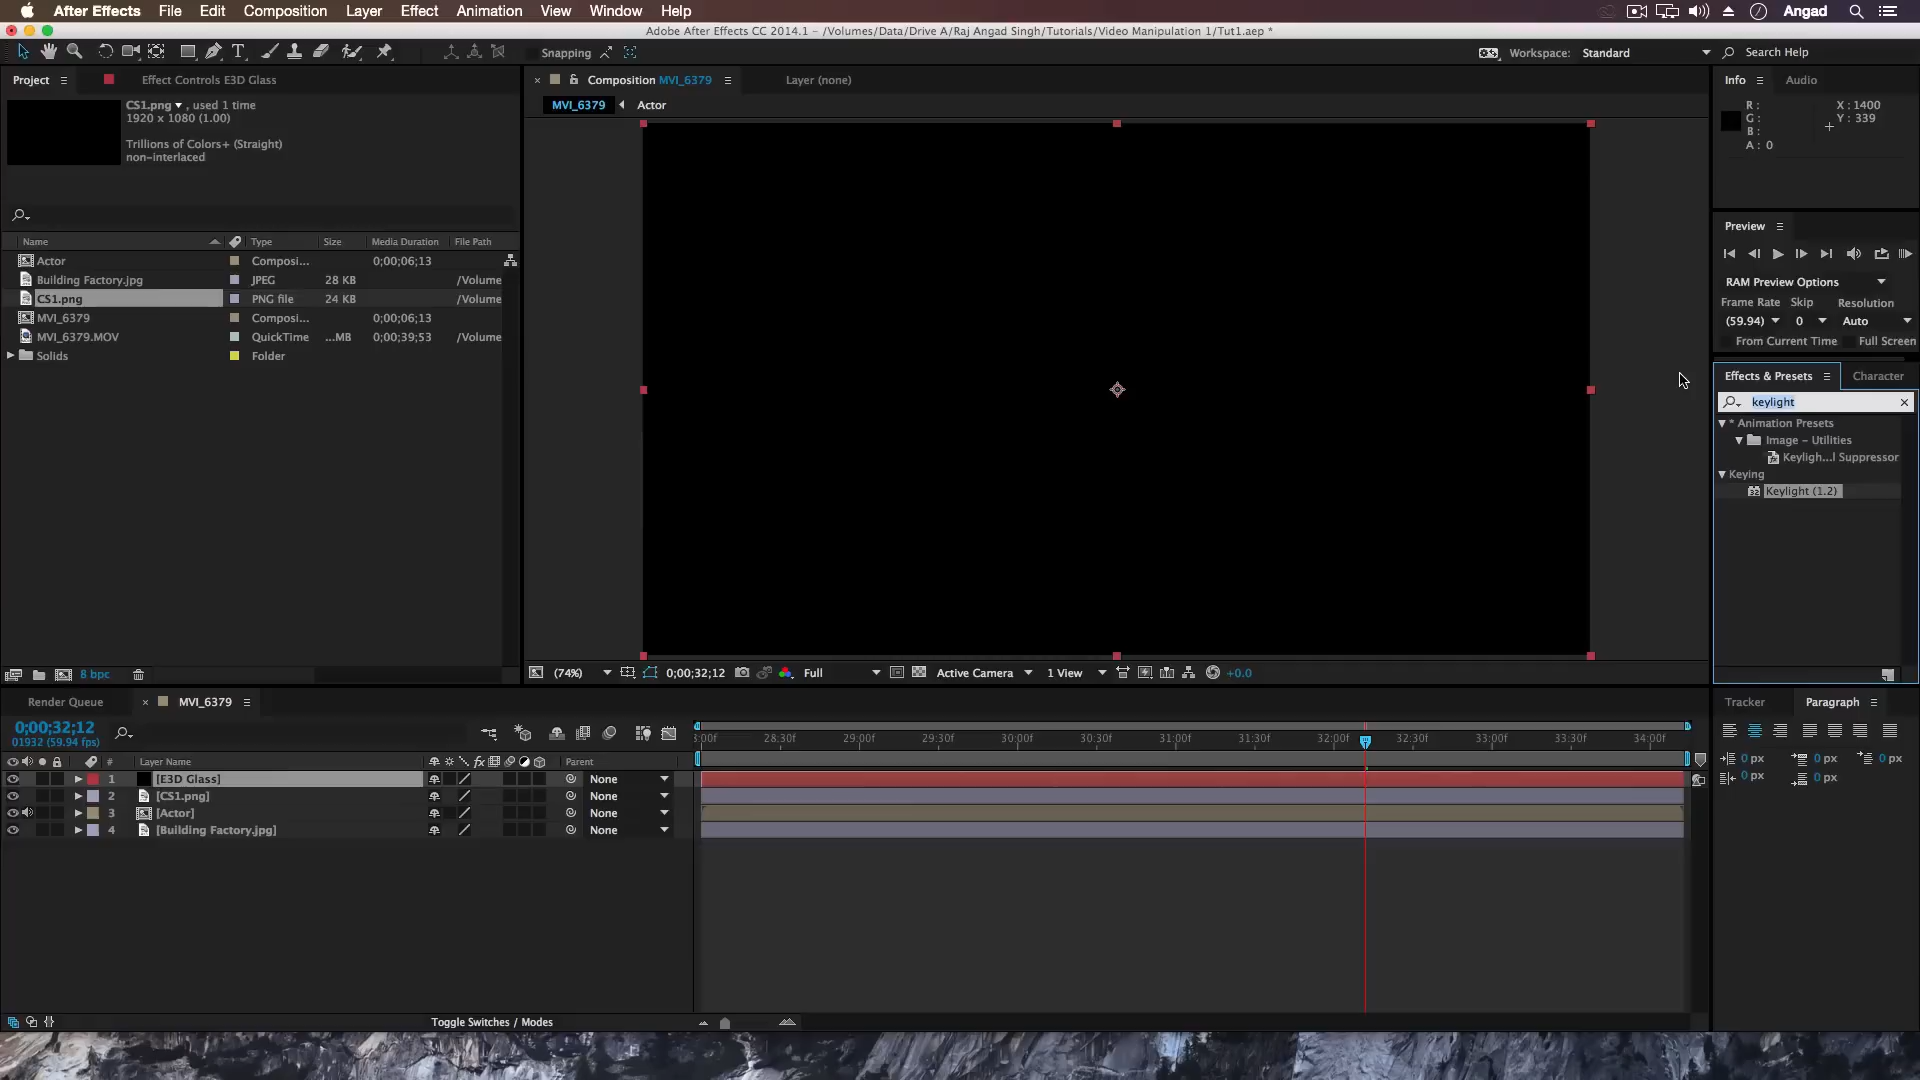 After Effects File Edit Composition Layer Effect Animation View Window Help Angad
Adobe After Effects CC 2014.1 - /Volumes/Data/Drive A/Raj Angad Singh/Tutorials/Video Manipulation 1/Tut1.aep *
Snapping Workspace: Standard Search Help
Project Effect Controls E3D Glass
CS1.png , used 1 time
1920 x 1080 (1.00)
Trillions of Colors+ (Straight)
non-interlaced
Name Type Size Media Duration File Path
Actor Composi... 0;00;06;13
Building Factory.jpg JPEG 28 KB /Volume
CS1.png PNG file 24 KB /Volume
MVI_6379 Composi... 0;00;06;13
MVI_6379.MOV QuickTime ...MB 0;00;39;53 /Volume
Solids Folder
8 bpc
Composition MVI_6379 Layer (none)
MVI_6379 Actor
(74%) 0;00;32;12 Full Active Camera 1 View +0.0
Info Audio
R : X : 1400
G : Y : 339
B :
A : 0
Preview
RAM Preview Options
Frame Rate Skip Resolution
(59.94) 0 Auto
From Current Time Full Screen
Effects & Presets Character
keylight
* Animation Presets
Image - Utilities
Keyligh...l Suppressor
Keying
32 Keylight (1.2)
Render Queue MVI_6379
0;00;32;12
01932 (59.94 fps)
:00f 28:30f 29:00f 29:30f 30:00f 30:30f 31:00f 31:30f 32:00f 32:30f 33:00f 33:30f 34:00f
# Layer Name fx Parent
1 [E3D Glass] None
2 [CS1.png] None
3 [Actor] None
4 [Building Factory.jpg] None
Toggle Switches / Modes
Tracker Paragraph
0 px 0 px 0 px
0 px 0 px